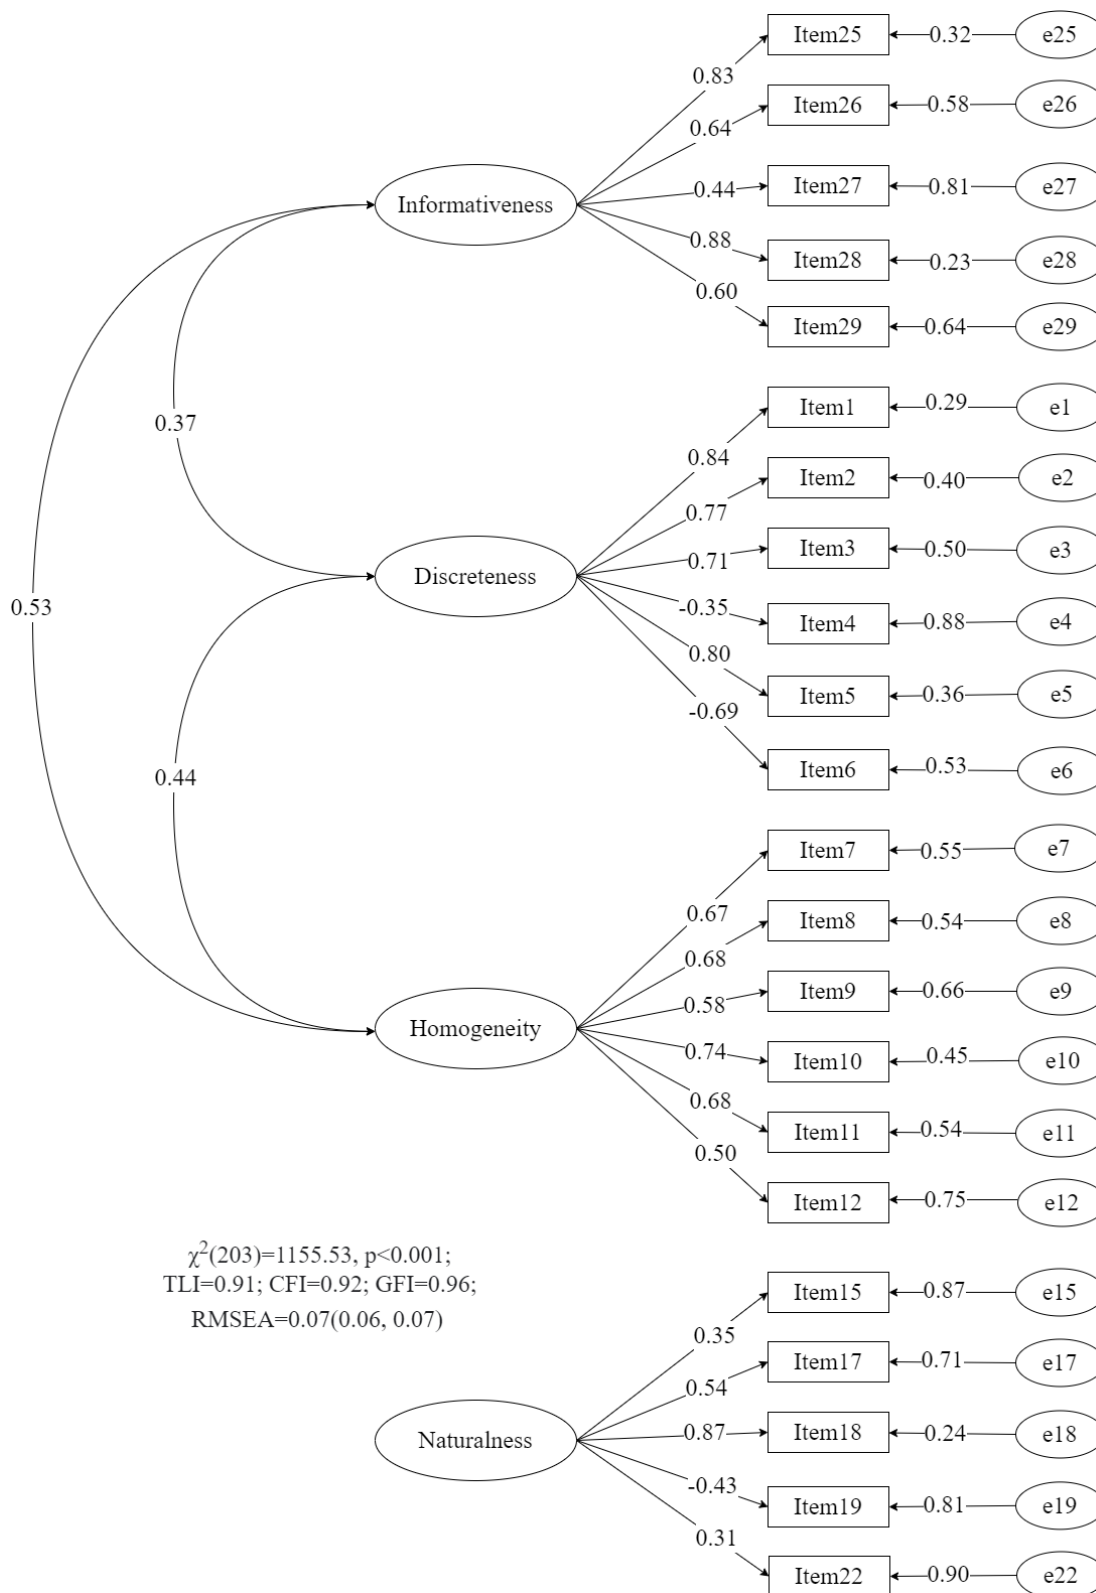 Item25
0.32
e25
0.83
Item26
0.58
e26
0.64
Informativeness
0.44
Item27
0.81
e27
0.88
Item28
0.23
e28
0.60
Item29
0.64
e29
0.37
Item1
0.29
e1
0.84
Item2
0.40
e2
0.77
Discreteness
0.71
Item3
0.50
e3
0.53
-0.35
Item4
0.88
e4
0.80
Item5
0.36
e5
-0.69
Item6
0.53
e6
0.44
Item7
0.55
e7
0.67
Item8
0.54
e8
0.68
Homogeneity
0.58
Item9
0.66
e9
0.74
Item10
0.45
e10
0.68
Item11
0.54
e11
0.50
Item12
0.75
e12
χ²(203)=1155.53, p<0.001;
TLI=0.91; CFI=0.92; GFI=0.96;
RMSEA=0.07(0.06, 0.07)
Item15
0.87
e15
0.35
Item17
0.71
e17
0.54
Naturalness
0.87
Item18
0.24
e18
-0.43
Item19
0.81
e19
0.31
Item22
0.90
e22